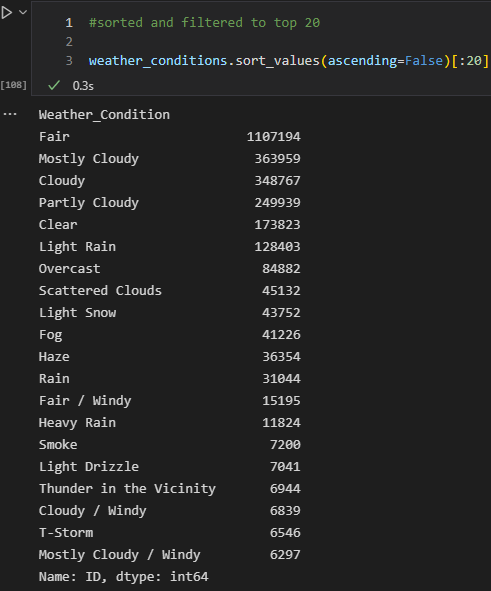 1 #sorted and filtered to top 20
2
3 weather_conditions.sort_values(ascending=False)[:20]
[108] ✓ 0.3s
... Weather_Condition
Fair 1107194
Mostly Cloudy 363959
Cloudy 348767
Partly Cloudy 249939
Clear 173823
Light Rain 128403
Overcast 84882
Scattered Clouds 45132
Light Snow 43752
Fog 41226
Haze 36354
Rain 31044
Fair / Windy 15195
Heavy Rain 11824
Smoke 7200
Light Drizzle 7041
Thunder in the Vicinity 6944
Cloudy / Windy 6839
T-Storm 6546
Mostly Cloudy / Windy 6297
Name: ID, dtype: int64